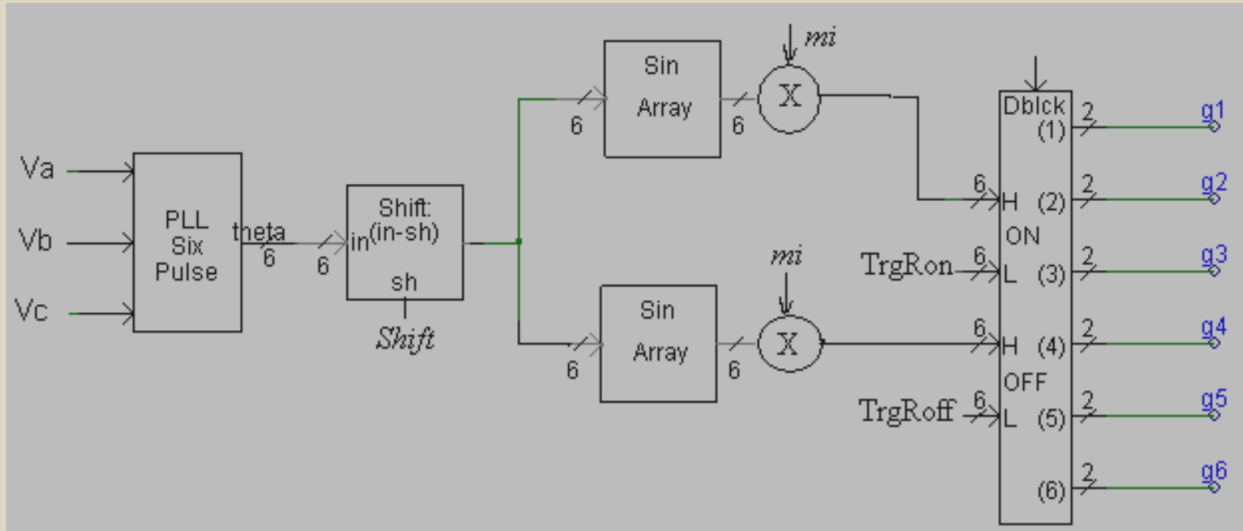 Va
Vb
Vc
PLL
Six
Pulse
theta
6
6
Shift:
in (in-sh)
sh
Shift
6
Sin
Array
6
mi
X
6
Sin
Array
6
mi
X
TrgRon
TrgRoff
6
6
6
6
Dblck
(1)
H (2)
ON
L (3)
H (4)
OFF
L (5)
(6)
2
g1
2
g2
2
g3
2
g4
2
g5
2
g6